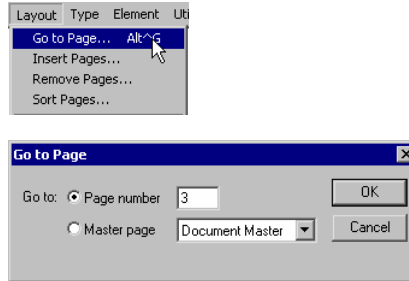 Layout Type Element Uti
Go to Page... Alt^G
Insert Pages...
Remove Pages...
Sort Pages...
Go to Page
Go to: Page number 3 OK
Master page Document Master Cancel